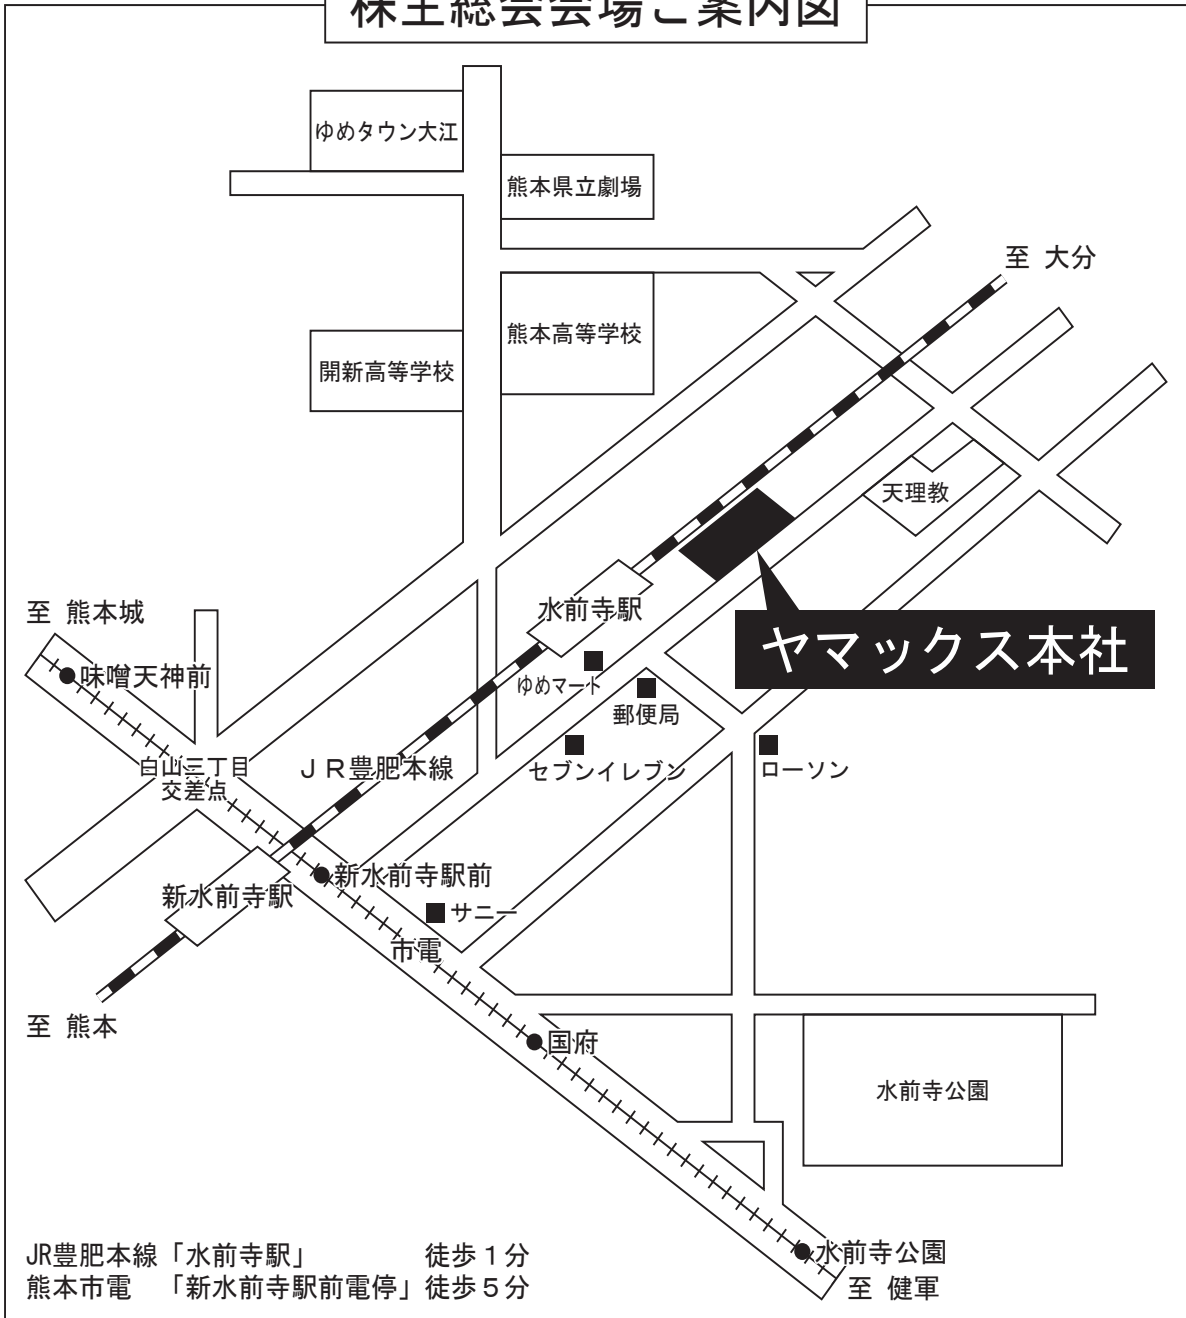 株主総会会場ご案内図
ゆめタウン大江
熊本県立劇場
至 大分
熊本高等学校
開新高等学校
天理教
至 熊本城
水前寺駅
ヤマックス本社
味噌天神前
ゆめマート
郵便局
白山三丁目
交差点
JR豊肥本線
セブンイレブン
ローソン
新水前寺駅前
新水前寺駅
サニー
市電
至 熊本
国府
水前寺公園
水前寺公園
至 健軍
JR豊肥本線「水前寺駅」 徒歩1分
熊本市電 「新水前寺駅前電停」徒歩5分